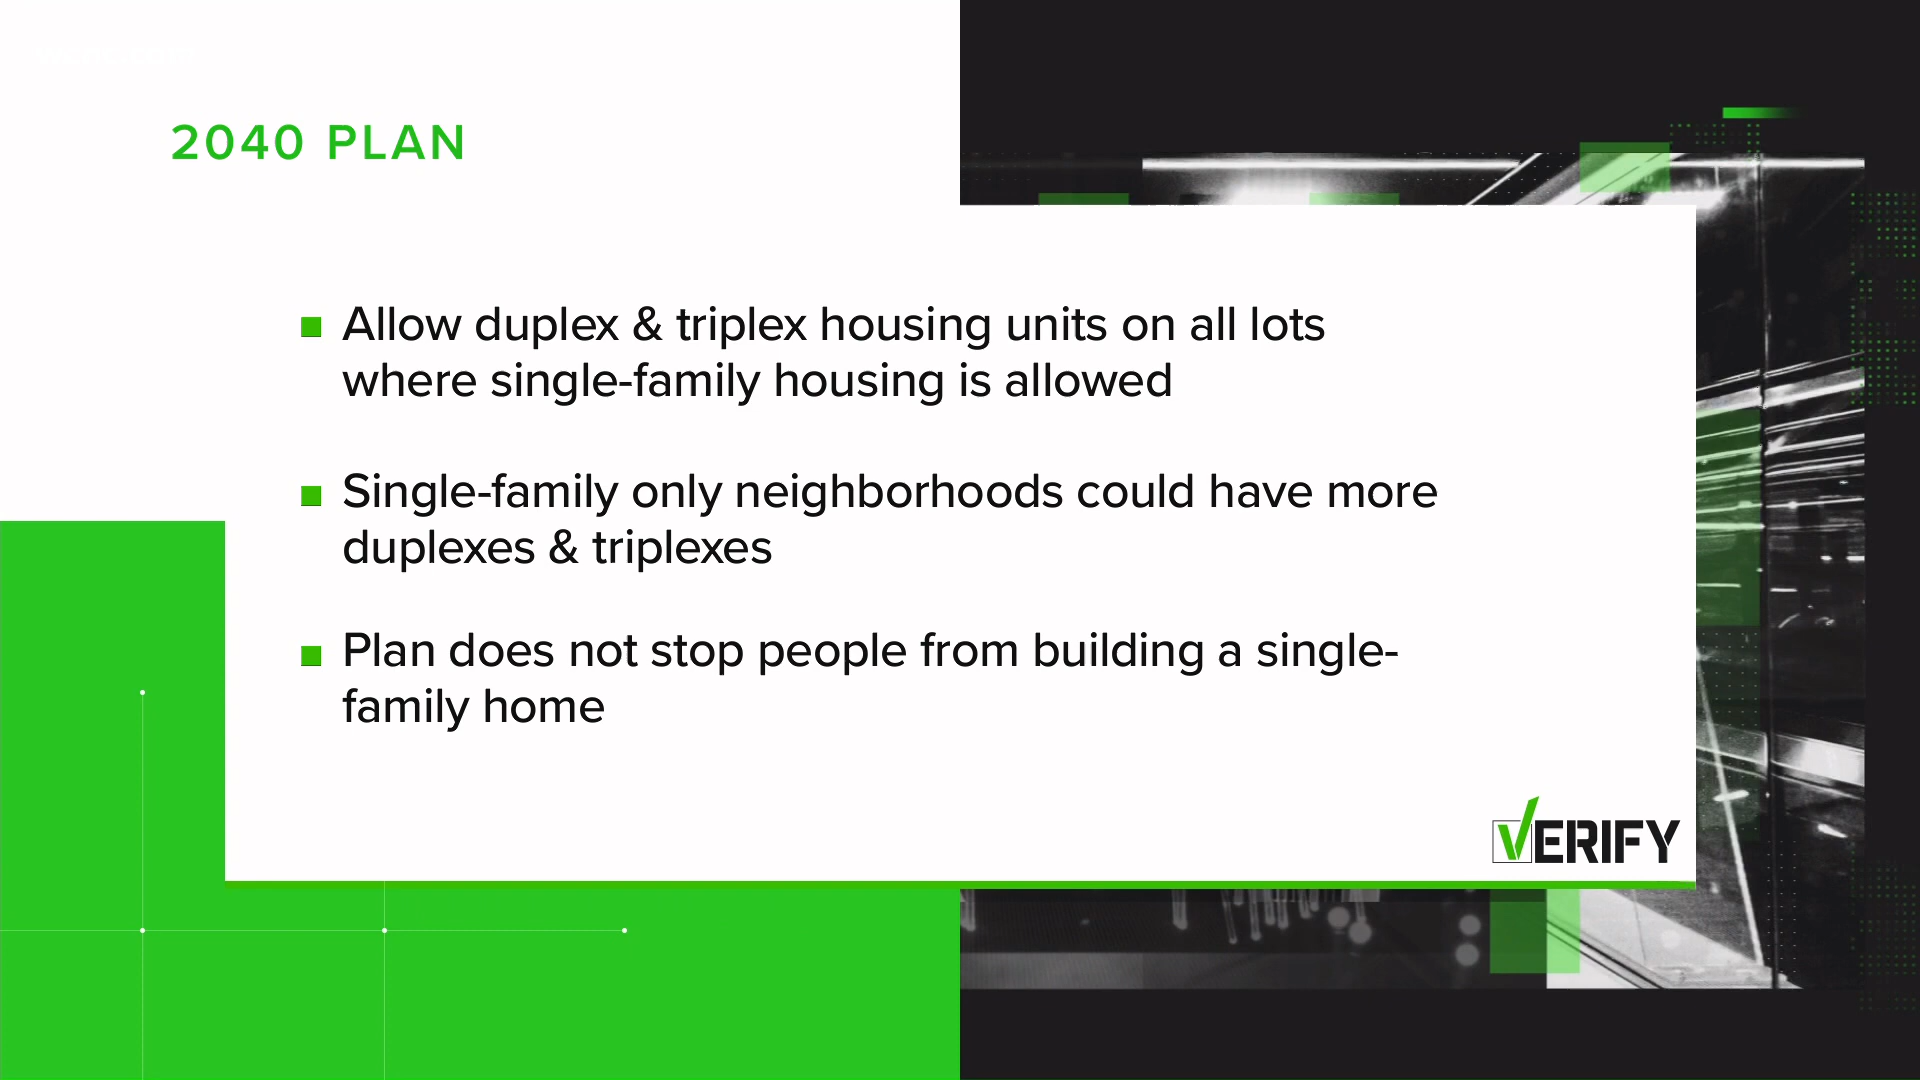 2040 PLAN
Allow duplex & triplex housing units on all lots
where single-family housing is allowed
Single-family only neighborhoods could have more
duplexes & triplexes
Plan does not stop people from building a single-
family home
VERIFY